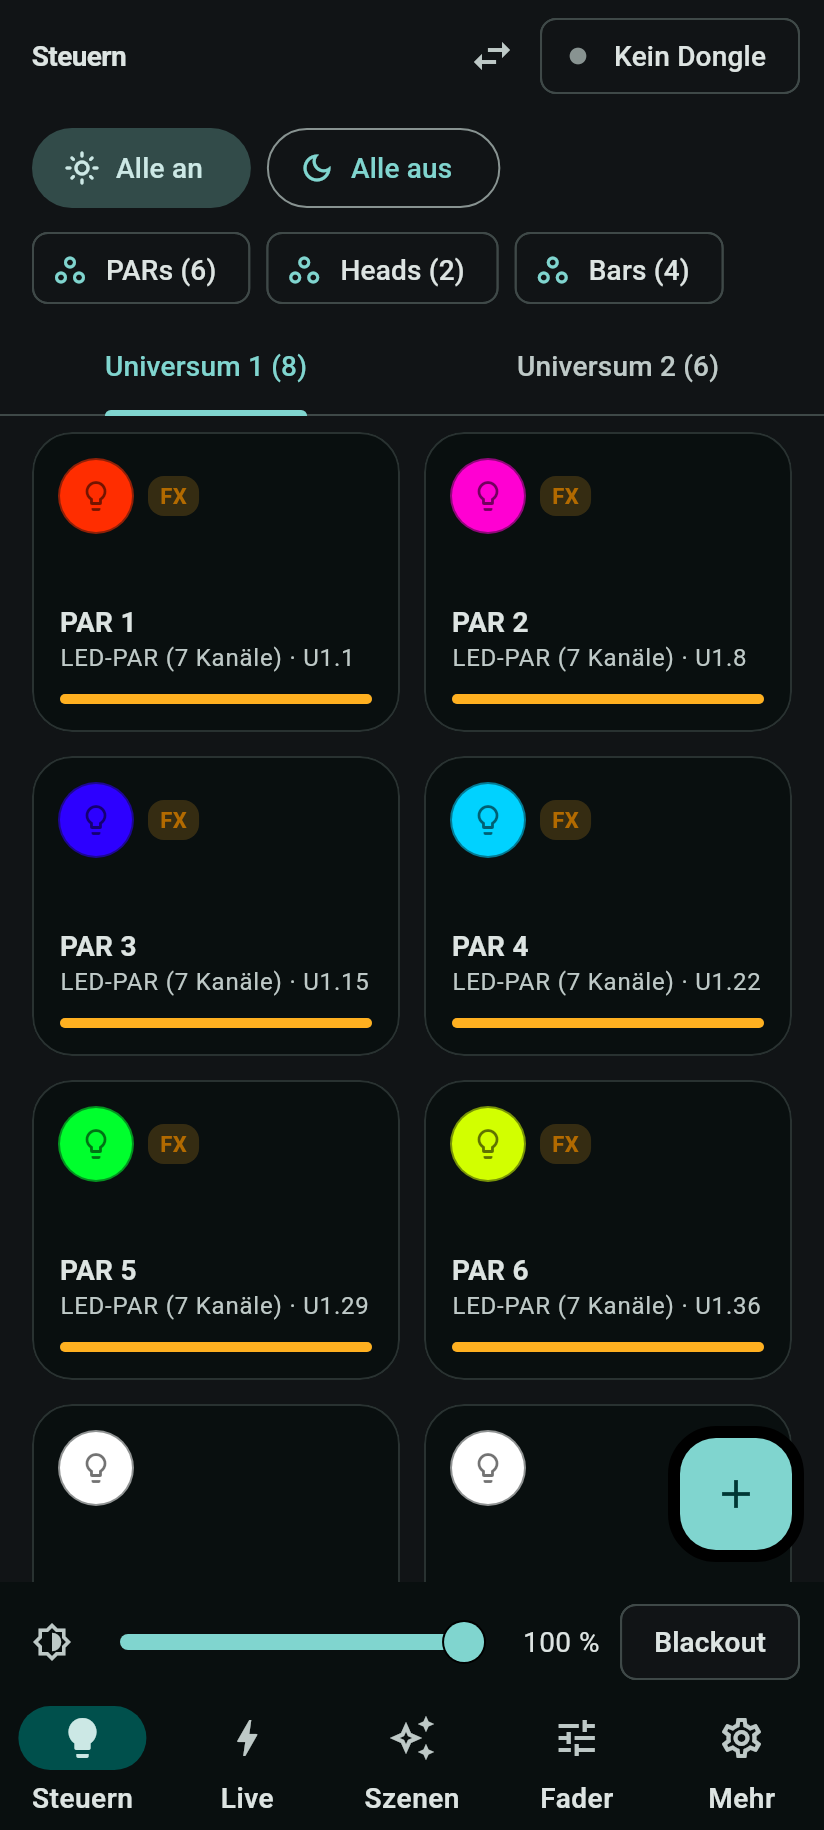 Steuern
Kein Dongle
Alle an
Alle aus
PARs (6)
Heads (2)
Bars (4)
Universum 1 (8)
Universum 2 (6)
FX
FX
PAR 1
LED-PAR (7 Kanäle) · U1.1
PAR 2
LED-PAR (7 Kanäle) · U1.8
FX
FX
PAR 3
LED-PAR (7 Kanäle) · U1.15
PAR 4
LED-PAR (7 Kanäle) · U1.22
FX
FX
PAR 5
LED-PAR (7 Kanäle) · U1.29
PAR 6
LED-PAR (7 Kanäle) · U1.36
100 %
Blackout
Steuern
Live
Szenen
Fader
Mehr